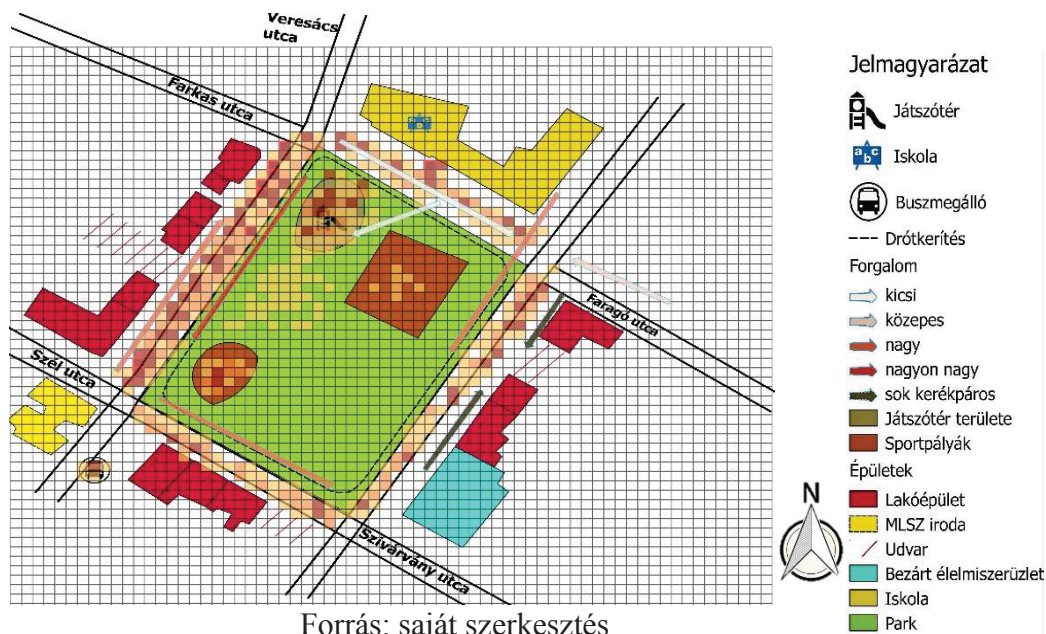 Veresács
utca
Farkas utca
Szél utca
Faragó utca
Szivárvány utca
a b c
N
Jelmagyarázat
Játszótér
a b c
Iskola
Buszmegálló
Drótkerítés
Forgalom
kicsi
közepes
nagy
nagyon nagy
sok kerékpáros
Játszótér területe
Sportpályák
Épületek
Lakóépület
MLSZ iroda
Udvar
Bezárt élelmiszerüzlet
Iskola
Park
Forrás: saját szerkesztés